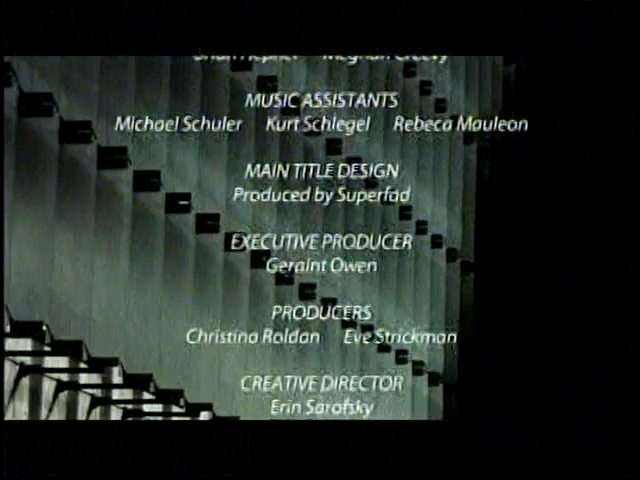 MUSIC ASSISTANTS
Michael Schuler Kurt Schlegel Rebeca Mauleon
MAIN TITLE DESIGN
Produced by Superfad
EXECUTIVE PRODUCER
Geraint Owen
PRODUCERS
Christina Roldan Eve Strickman
CREATIVE DIRECTOR
Erin Sarofsky